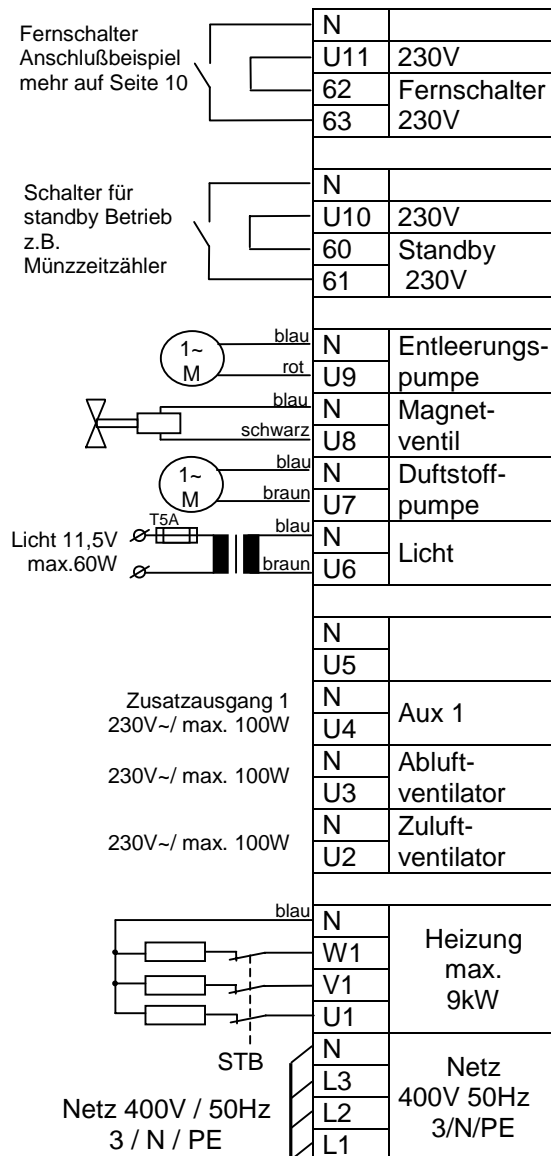 Fernschalter
Anschlußbeispiel
mehr auf Seite 10
N
U11 230V
62 Fernschalter
63 230V
Schalter für
standby Betrieb
z.B.
Münzzeitzähler
N
U10 230V
60 Standby
61 230V
1~
M
blau
rot
N
U9
Entleerungs-
pumpe
blau
schwarz
N
U8
Magnet-
ventil
1~
M
blau
braun
N
U7
Duftstoff-
pumpe
Licht 11,5V
max.60W
T5A
blau
braun
N
U6
Licht
N
U5
Zusatzausgang 1
230V~/ max. 100W
N
U4
Aux 1
230V~/ max. 100W
N
U3
Abluft-
ventilator
230V~/ max. 100W
N
U2
Zuluft-
ventilator
blau
N
W1
V1
U1
Heizung
max.
9kW
STB
Netz 400V / 50Hz
3 / N / PE
N
L3
L2
L1
Netz
400V 50Hz
3/N/PE